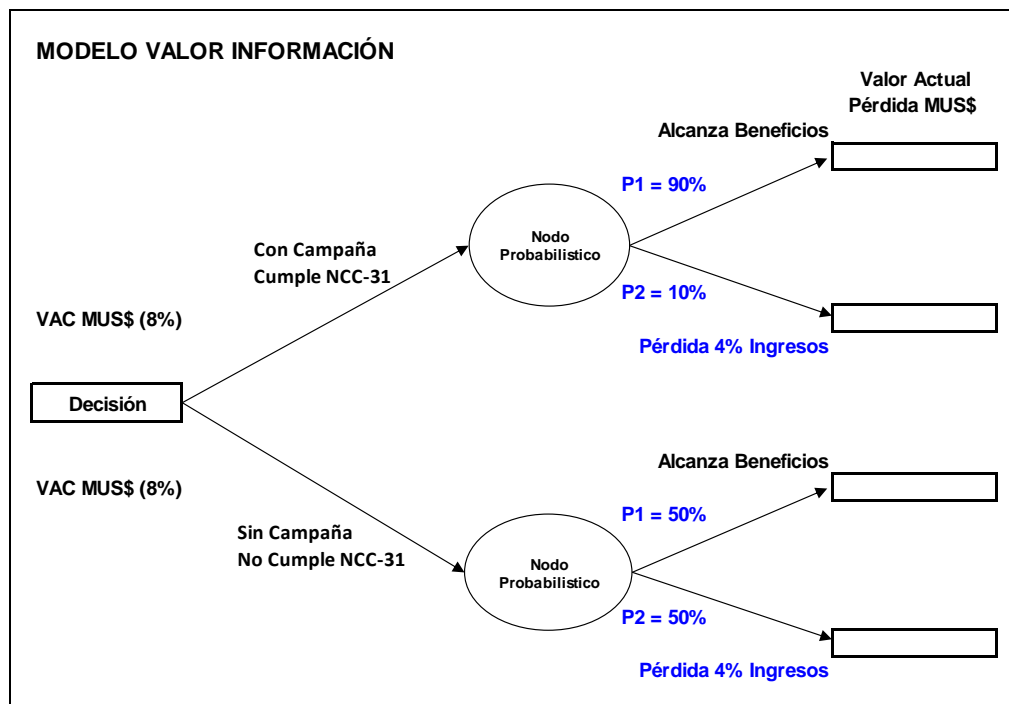 MODELO VALOR INFORMACIÓN
Valor Actual
Pérdida MUS$
Alcanza Beneficios
P1 = 90%
Nodo
Probabilistico
Con Campaña
Cumple NCC-31
P2 = 10%
VAC MUS$ (8%)
Pérdida 4% Ingresos
Decisión
Alcanza Beneficios
VAC MUS$ (8%)
P1 = 50%
Sin Campaña
No Cumple NCC-31
Nodo
Probabilistico
P2 = 50%
Pérdida 4% Ingresos